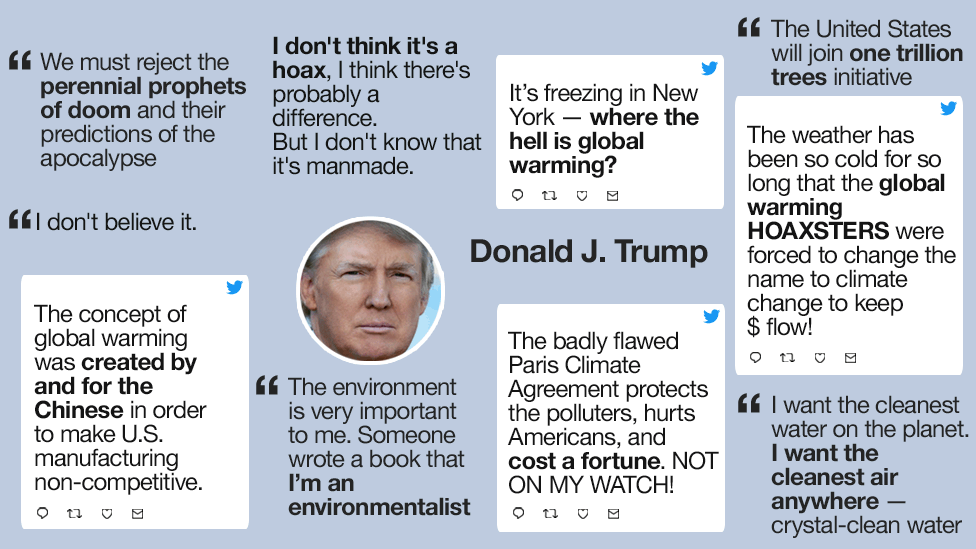 “ We must reject the
perennial prophets
of doom and their
predictions of the
apocalypse
I don't think it's a
hoax, I think there's
probably a
difference.
But I don't know that
it's manmade.
It’s freezing in New
York — where the
hell is global
warming?
“ The United States
will join one trillion
trees initiative
The weather has
been so cold for so
long that the global
warming
HOAXSTERS were
forced to change the
name to climate
change to keep
$ flow!
“ I don't believe it.
Donald J. Trump
The concept of
global warming
was created by
and for the
Chinese in order
to make U.S.
manufacturing
non-competitive.
“ The environment
is very important
to me. Someone
wrote a book that
I’m an
environmentalist
The badly flawed
Paris Climate
Agreement protects
the polluters, hurts
Americans, and
cost a fortune. NOT
ON MY WATCH!
“ I want the cleanest
water on the planet.
I want the
cleanest air
anywhere —
crystal-clean water